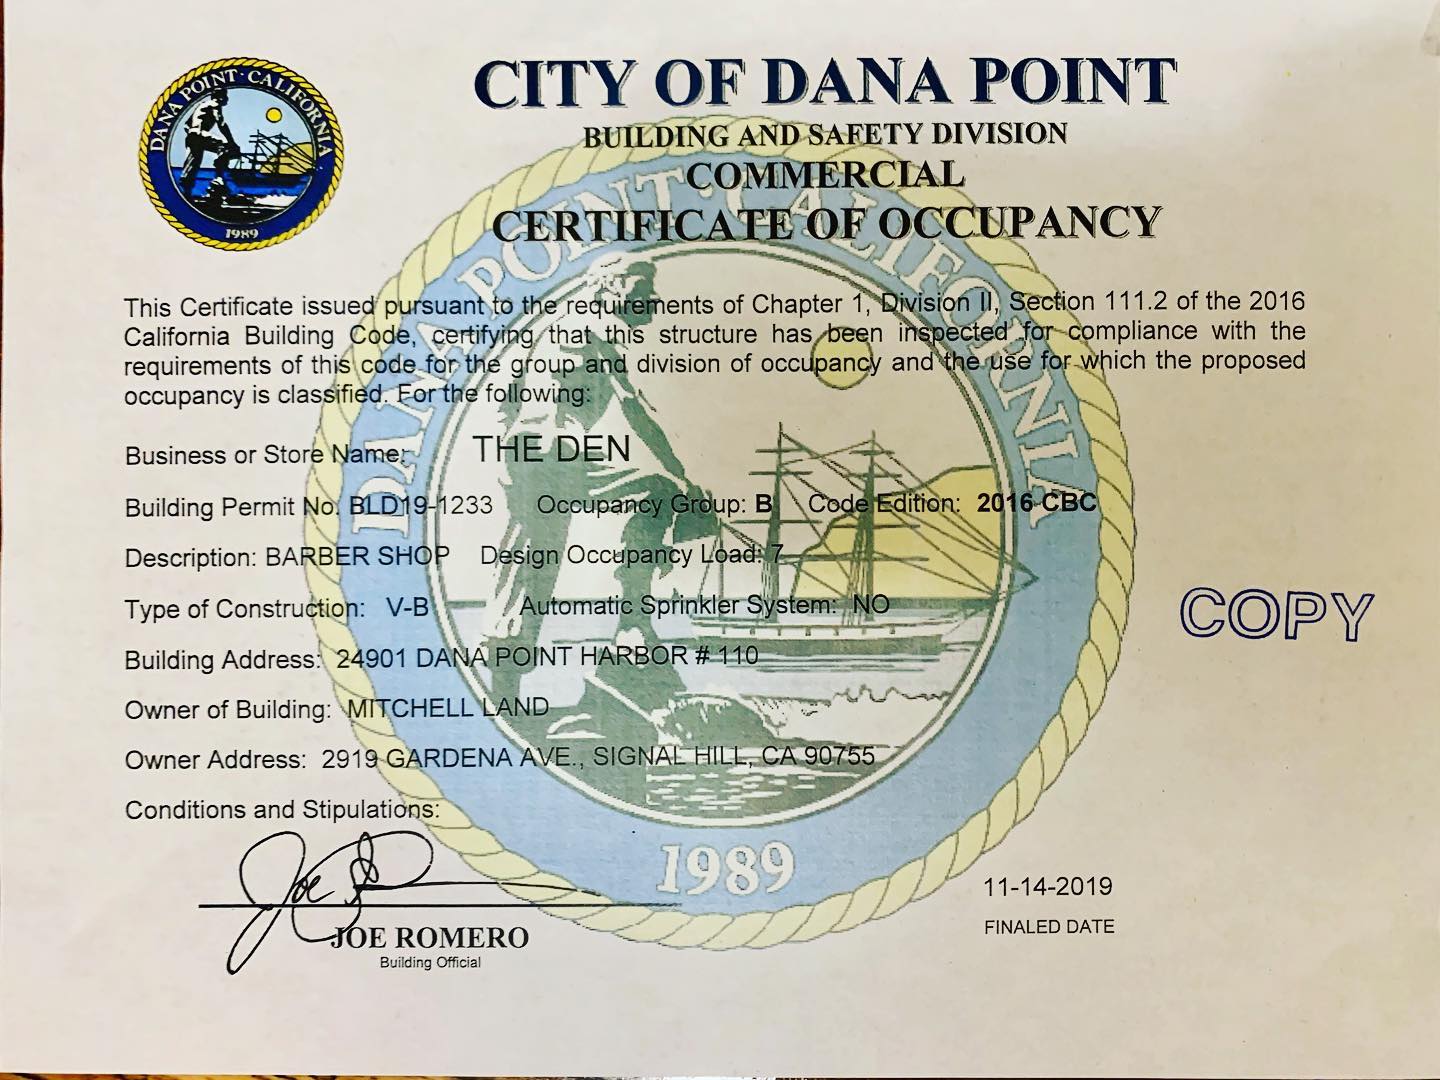 DANA POINT · CALIFORNIA
1989
CITY OF DANA POINT
BUILDING AND SAFETY DIVISION
COMMERCIAL
CERTIFICATE OF OCCUPANCY
DANA POINT · CALIFORNIA
This Certificate issued pursuant to the requirements of Chapter 1, Division II, Section 111.2 of the 2016
California Building Code, certifying that this structure has been inspected for compliance with the
requirements of this code for the group and division of occupancy and the use for which the proposed
occupancy is classified. For the following:
Business or Store Name: THE DEN
Building Permit No. BLD19-1233 Occupancy Group: B Code Edition: 2016 CBC
Description: BARBER SHOP Design Occupancy Load: 7
Type of Construction: V-B Automatic Sprinkler System: NO
COPY
Building Address: 24901 DANA POINT HARBOR # 110
Owner of Building: MITCHELL LAND
Owner Address: 2919 GARDENA AVE., SIGNAL HILL, CA 90755
Conditions and Stipulations:
1989
Joe
JOE ROMERO
Building Official
11-14-2019
FINALED DATE